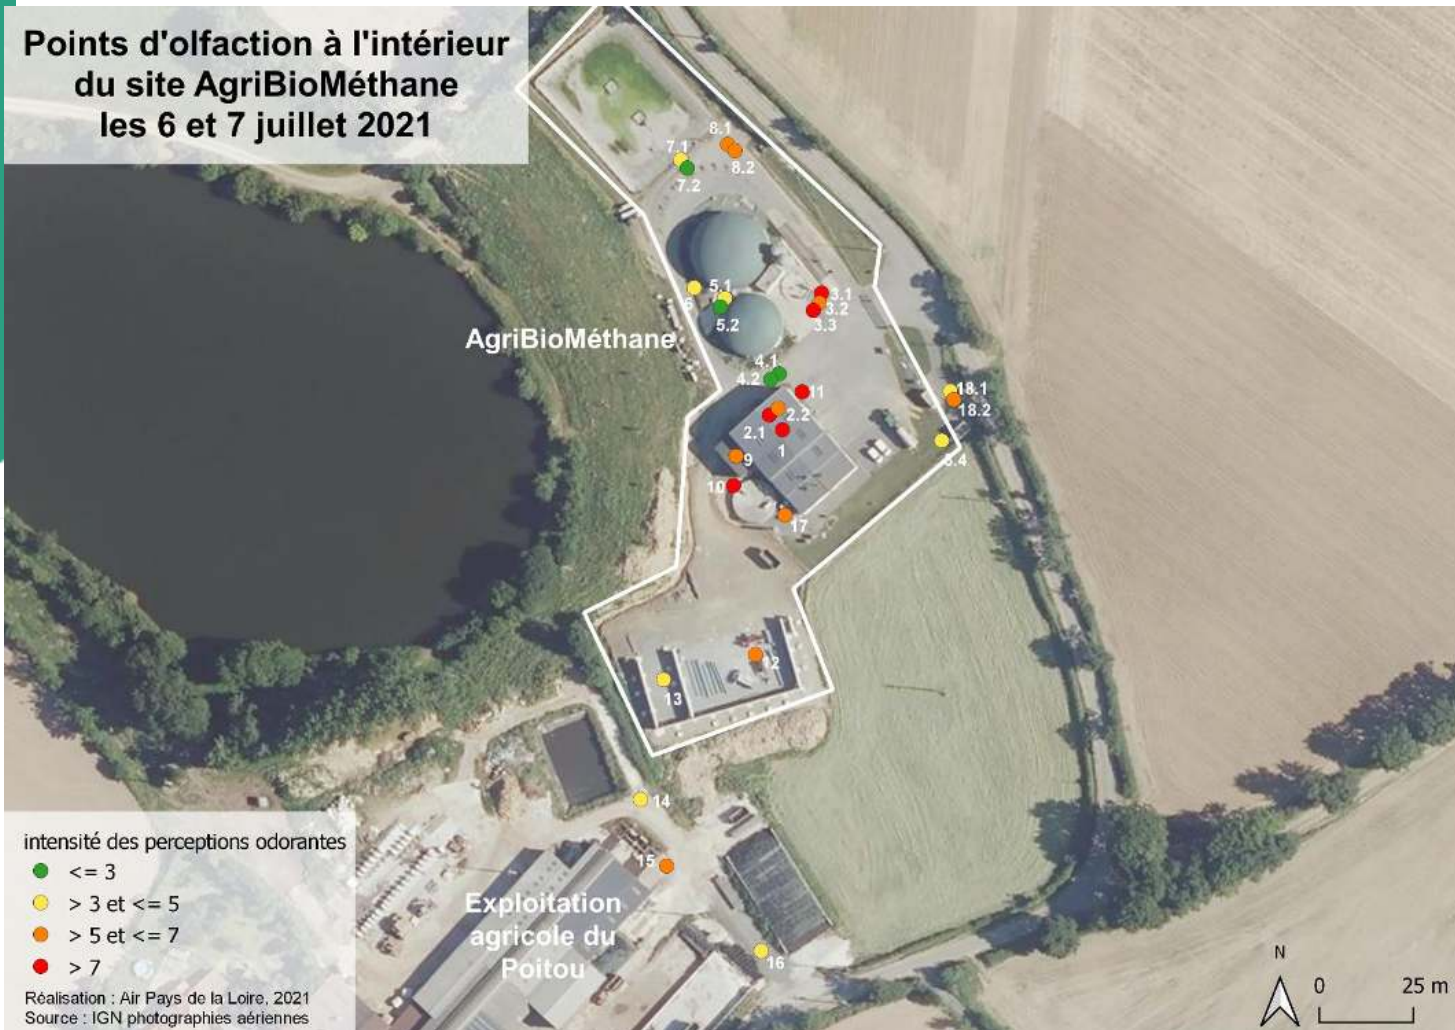 Points d'olfaction à l'intérieur
du site AgriBioMéthane
les 6 et 7 juillet 2021
8.1
7.1
8.2
7.2
5.1
6
3.1
3.2
5.2
3.3
AgriBioMéthane
4.1
4.2
11
18.1
18.2
2.2
2.1
1
9
10
17
12
13
14
15
16
Exploitation
agricole du
Poitou
intensité des perceptions odorantes
<= 3
> 3 et <= 5
> 5 et <= 7
> 7
Réalisation : Air Pays de la Loire, 2021
Source : IGN photographies aériennes
N
0
25 m